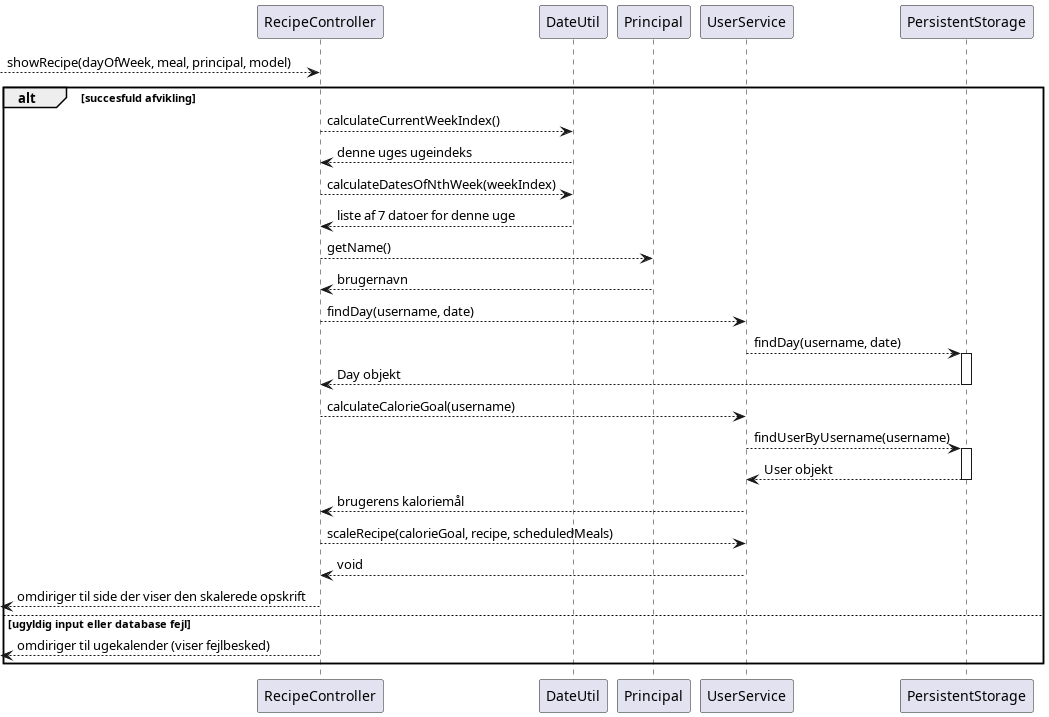 RecipeController DateUtil Principal UserService PersistentStorage
showRecipe(dayOfWeek, meal, principal, model)
alt [succesfuld afvikling]
calculateCurrentWeekIndex()
denne uges ugeindeks
calculateDatesOfNthWeek(weekIndex)
liste af 7 datoer for denne uge
getName()
brugernavn
findDay(username, date)
findDay(username, date)
Day objekt
calculateCalorieGoal(username)
findUserByUsername(username)
User objekt
brugerens kaloriemål
scaleRecipe(calorieGoal, recipe, scheduledMeals)
void
omdiriger til side der viser den skalerede opskrift
[ugyldig input eller database fejl]
omdiriger til ugekalender (viser fejlbesked)
RecipeController DateUtil Principal UserService PersistentStorage